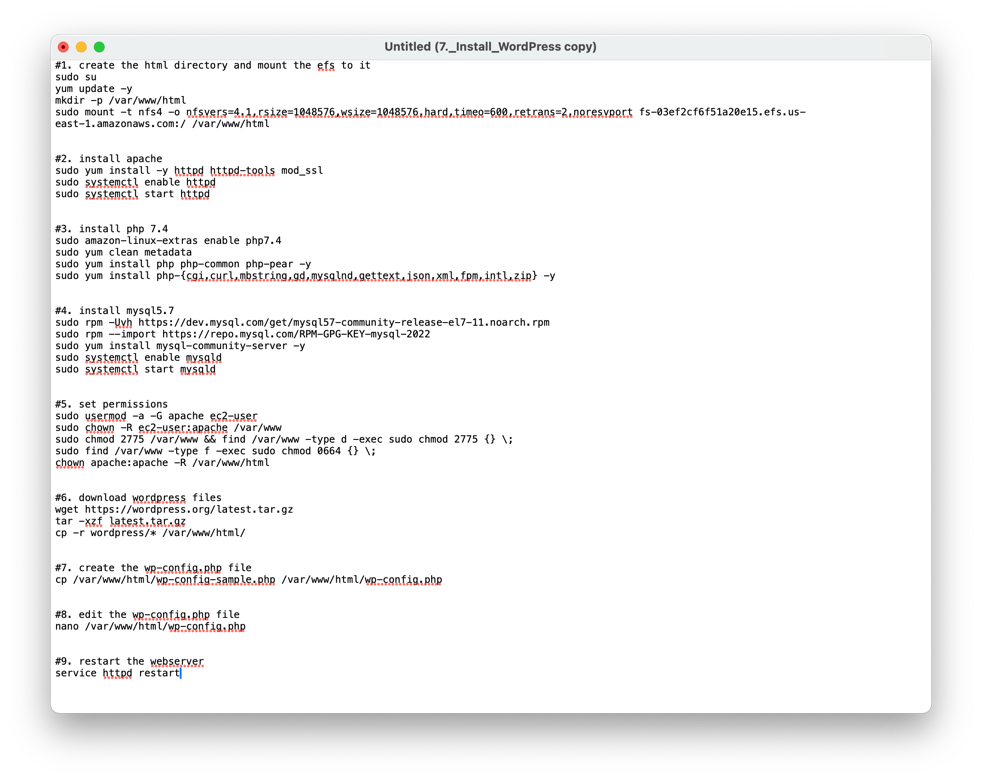 Untitled (7._Install_WordPress copy)
#1. create the html directory and mount the efs to it
sudo su
yum update -y
mkdir -p /var/www/html
sudo mount -t nfs4 -o nfsvers=4.1,rsize=1048576,wsize=1048576,hard,timeo=600,retrans=2,noresvport fs-03ef2cf6f51a20e15.efs.us-
east-1.amazonaws.com:/ /var/www/html
#2. install apache
sudo yum install -y httpd httpd-tools mod_ssl
sudo systemctl enable httpd
sudo systemctl start httpd
#3. install php 7.4
sudo amazon-linux-extras enable php7.4
sudo yum clean metadata
sudo yum install php php-common php-pear -y
sudo yum install php-{cgi,curl,mbstring,gd,mysqlnd,gettext,json,xml,fpm,intl,zip} -y
#4. install mysql5.7
sudo rpm -Uvh https://dev.mysql.com/get/mysql57-community-release-el7-11.noarch.rpm
sudo rpm --import https://repo.mysql.com/RPM-GPG-KEY-mysql-2022
sudo yum install mysql-community-server -y
sudo systemctl enable mysqld
sudo systemctl start mysqld
#5. set permissions
sudo usermod -a -G apache ec2-user
sudo chown -R ec2-user:apache /var/www
sudo chmod 2775 /var/www && find /var/www -type d -exec sudo chmod 2775 {} \;
sudo find /var/www -type f -exec sudo chmod 0664 {} \;
chown apache:apache -R /var/www/html
#6. download wordpress files
wget https://wordpress.org/latest.tar.gz
tar -xzf latest.tar.gz
cp -r wordpress/* /var/www/html/
#7. create the wp-config.php file
cp /var/www/html/wp-config-sample.php /var/www/html/wp-config.php
#8. edit the wp-config.php file
nano /var/www/html/wp-config.php
#9. restart the webserver
service httpd restart